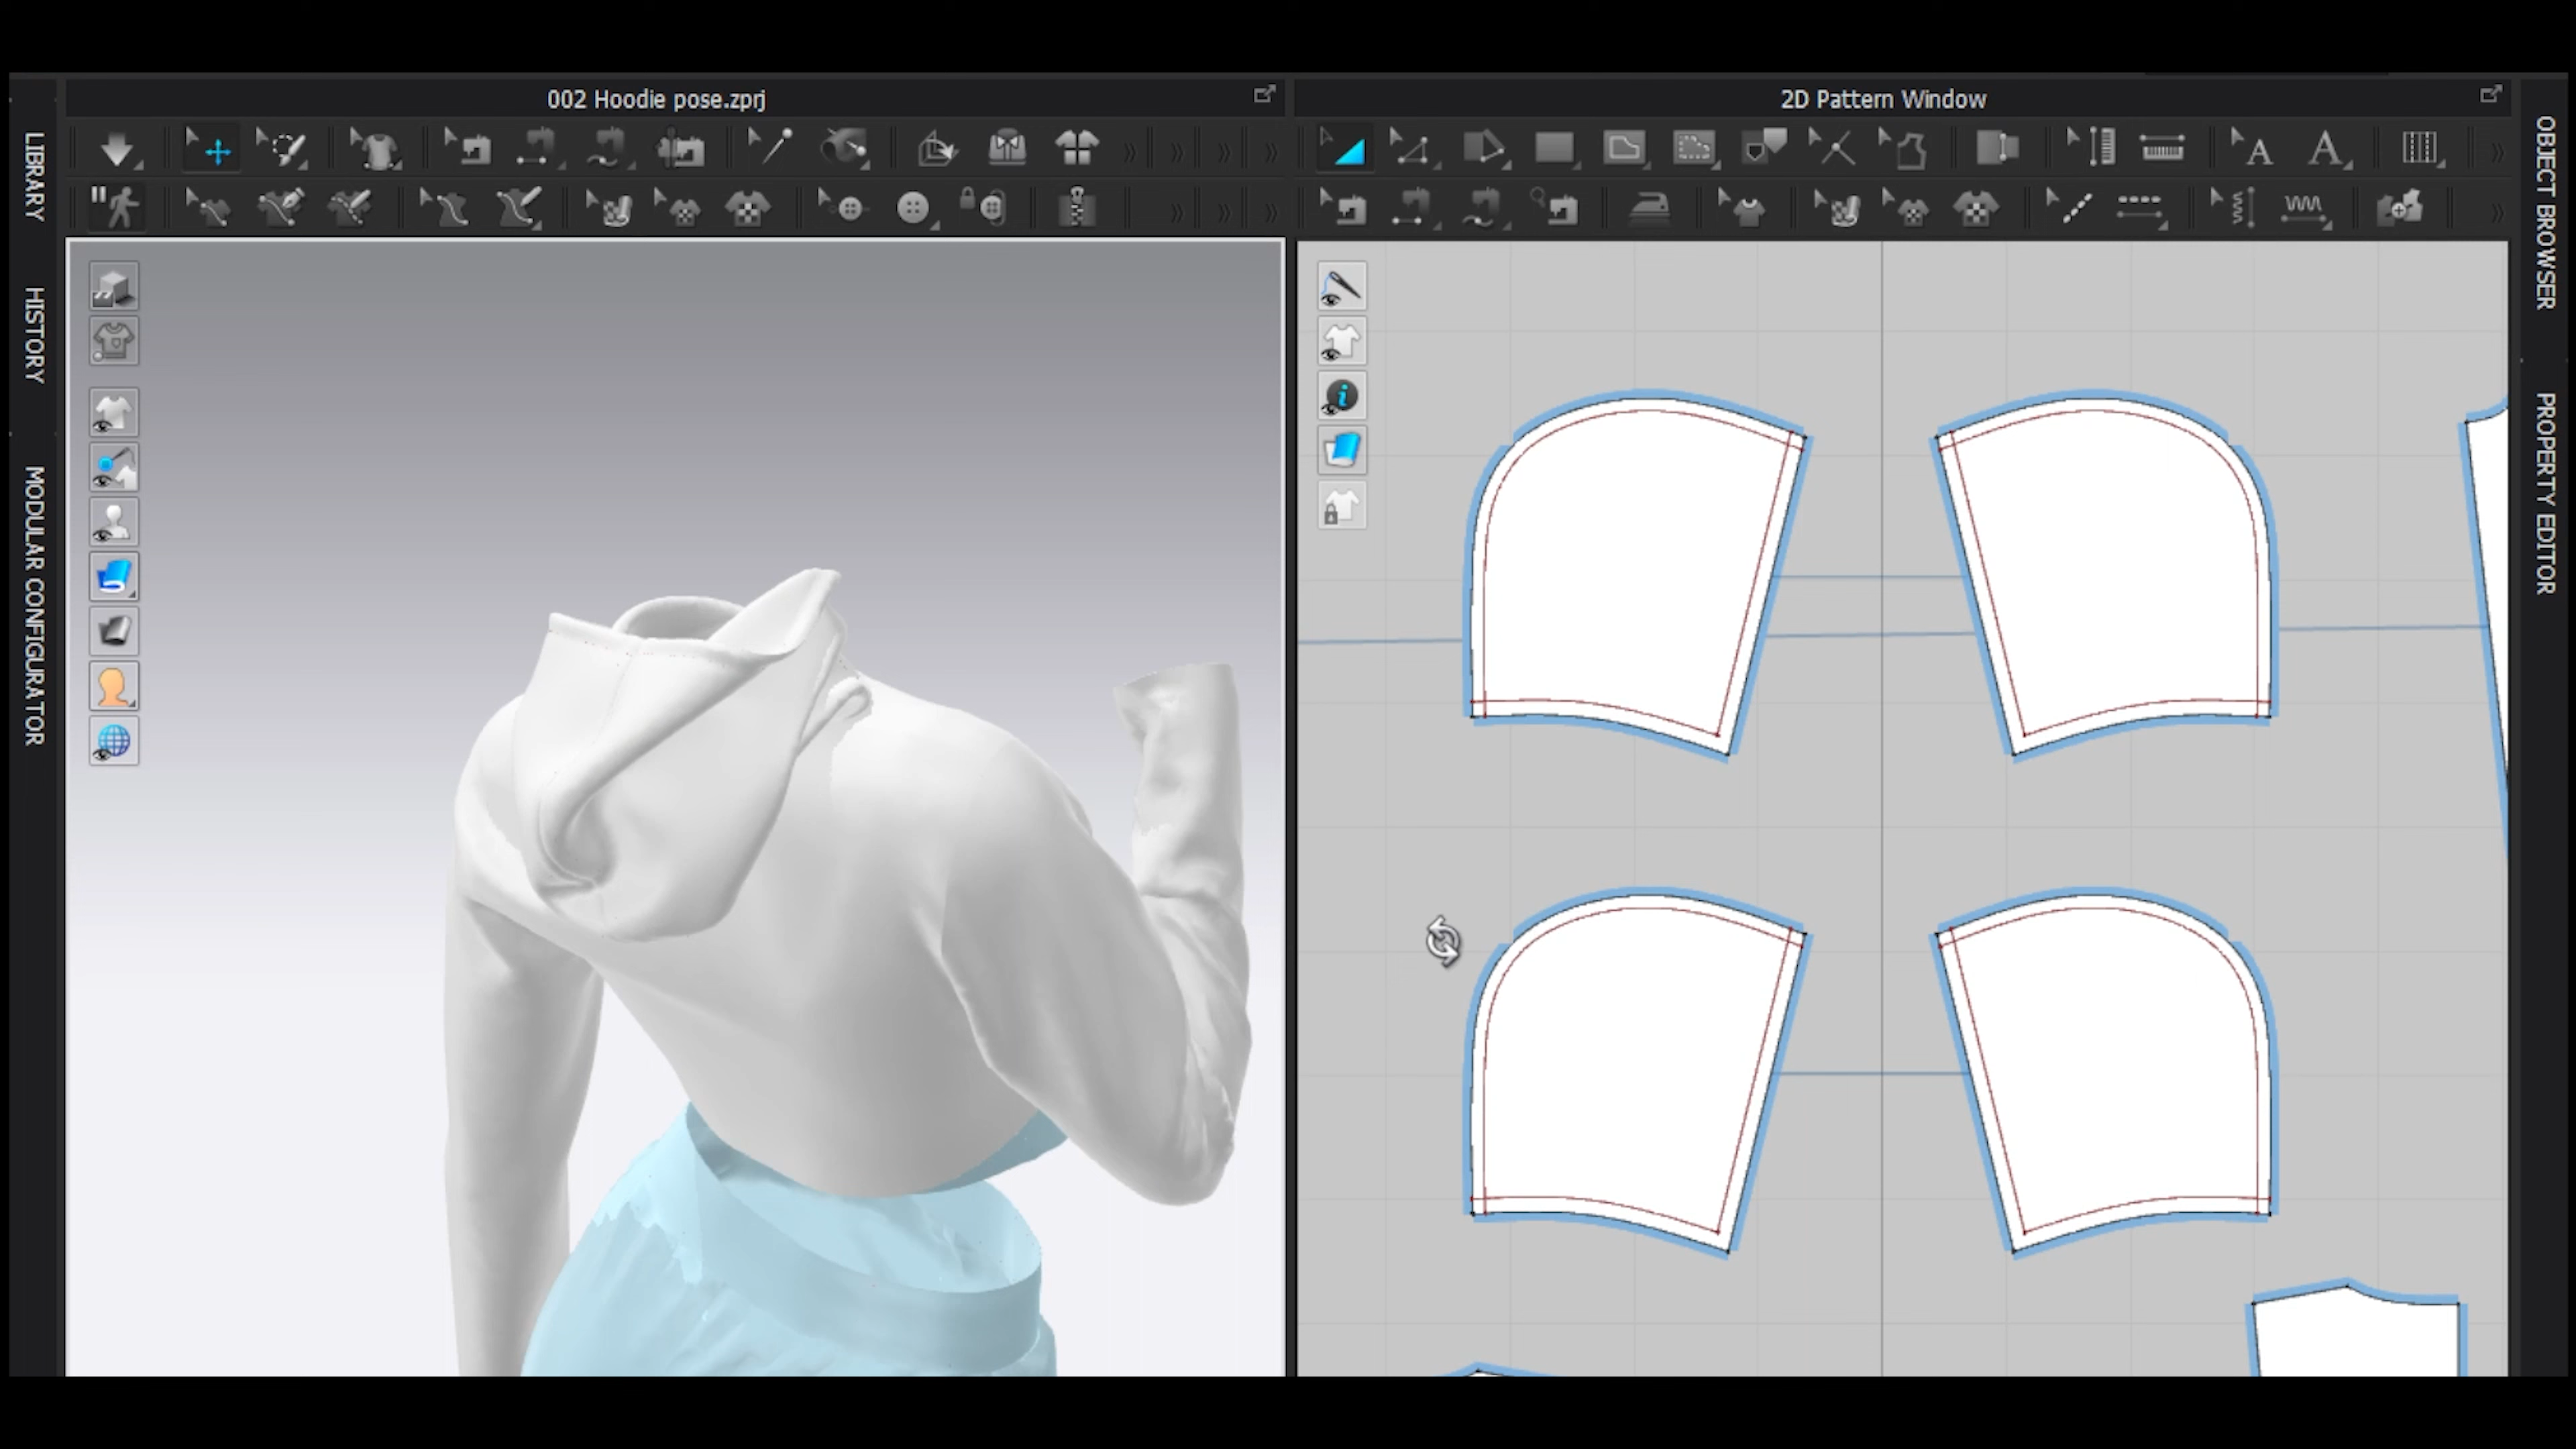 002 Hoodie pose.zprj
2D Pattern Window
LIBRARY
HISTORY
MODULAR CONFIGURATOR
OBJECT BROWSER
PROPERTY EDITOR